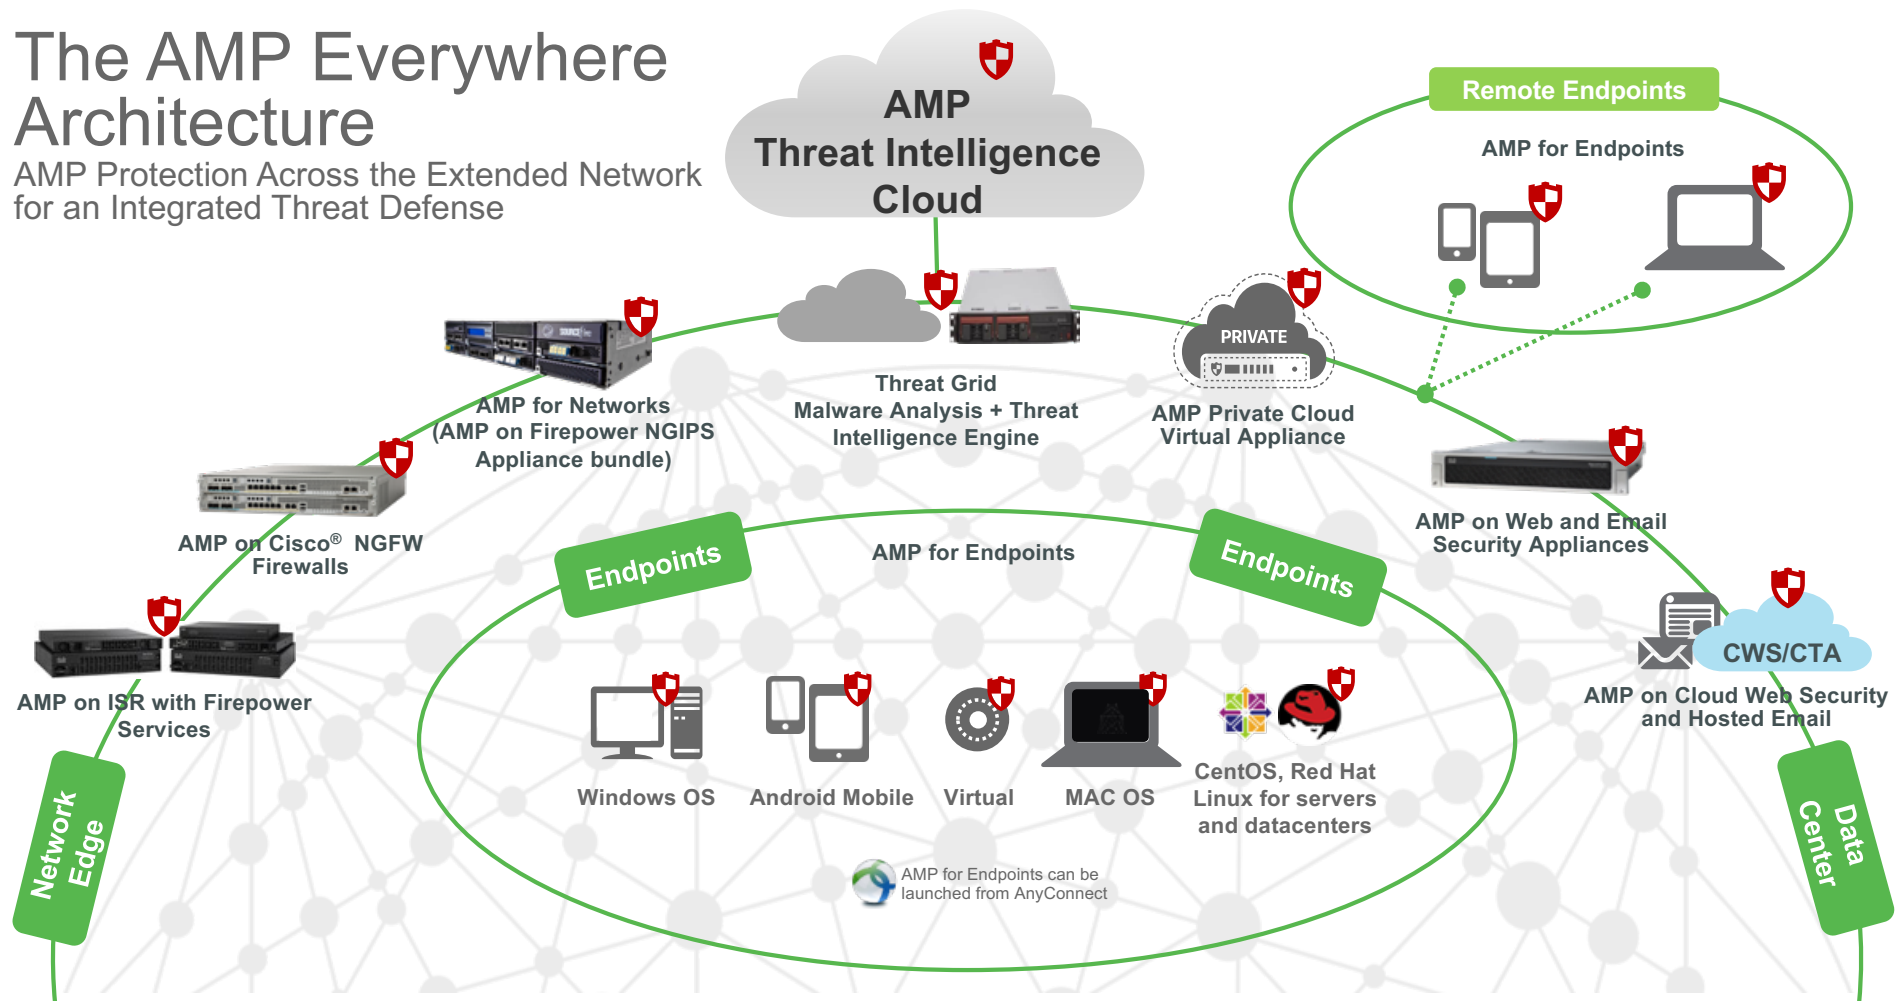 The AMP Everywhere
Architecture
AMP Protection Across the Extended Network
for an Integrated Threat Defense
AMP
Threat Intelligence
Cloud
Remote Endpoints
AMP for Endpoints
PRIVATE
Threat Grid
Malware Analysis + Threat
Intelligence Engine
AMP Private Cloud
Virtual Appliance
AMP for Networks
(AMP on Firepower NGIPS
Appliance bundle)
AMP on Cisco® NGFW
Firewalls
AMP on Web and Email
Security Appliances
AMP on ISR with Firepower
Services
CWS/CTA
AMP on Cloud Web Security
and Hosted Email
Endpoints
AMP for Endpoints
Endpoints
Windows OS
Android Mobile
Virtual
MAC OS
CentOS, Red Hat
Linux for servers
and datacenters
AMP for Endpoints can be
launched from AnyConnect
Network
Edge
Data
Center